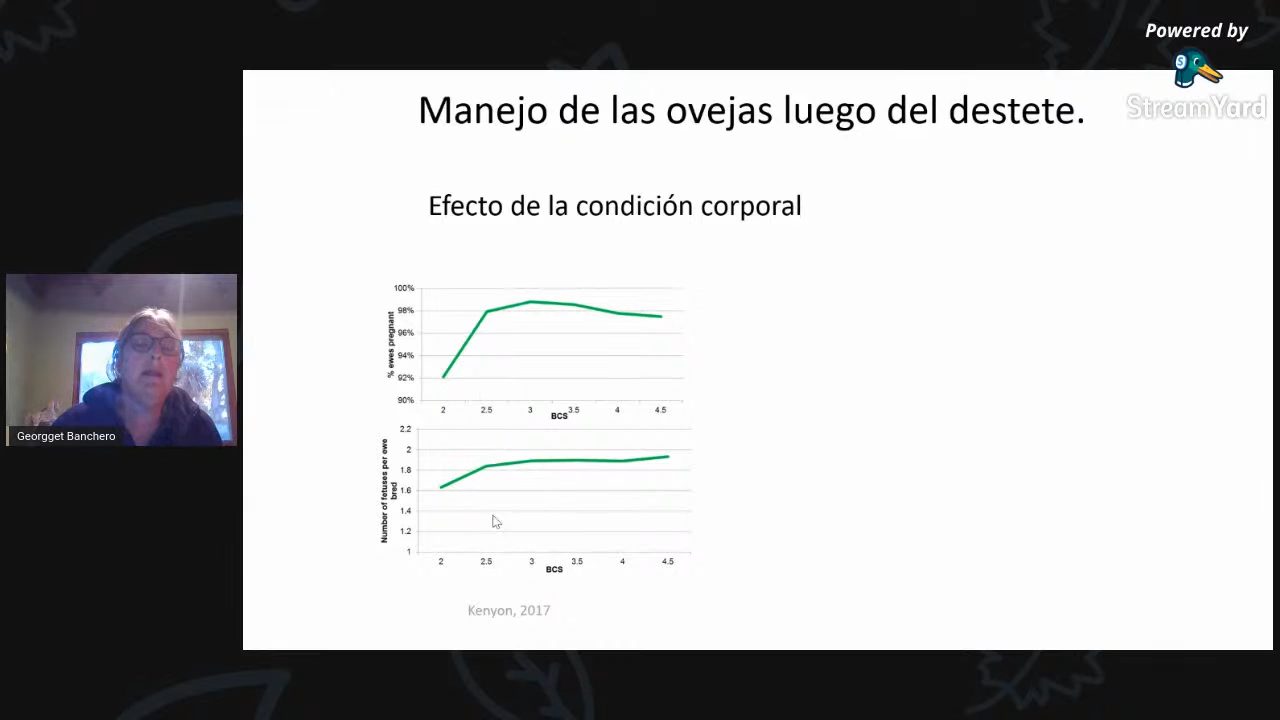 Powered by
StreamYard
Manejo de las ovejas luego del destete.
Efecto de la condición corporal
100%
98%
96%
94%
92%
90%
% ewes pregnant
2 2.5 3 3.5 4 4.5
BCS
2.2
2
1.8
1.6
1.4
1.2
1
Number of fetuses per ewe
bred
2 2.5 3 3.5 4 4.5
BCS
Kenyon, 2017
Georgget Banchero